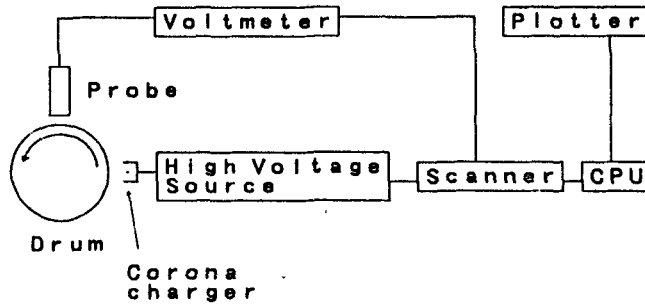 Voltmeter
Plotter
Probe
High Voltage
Source
Scanner
CPU
Drum
Corona
charger